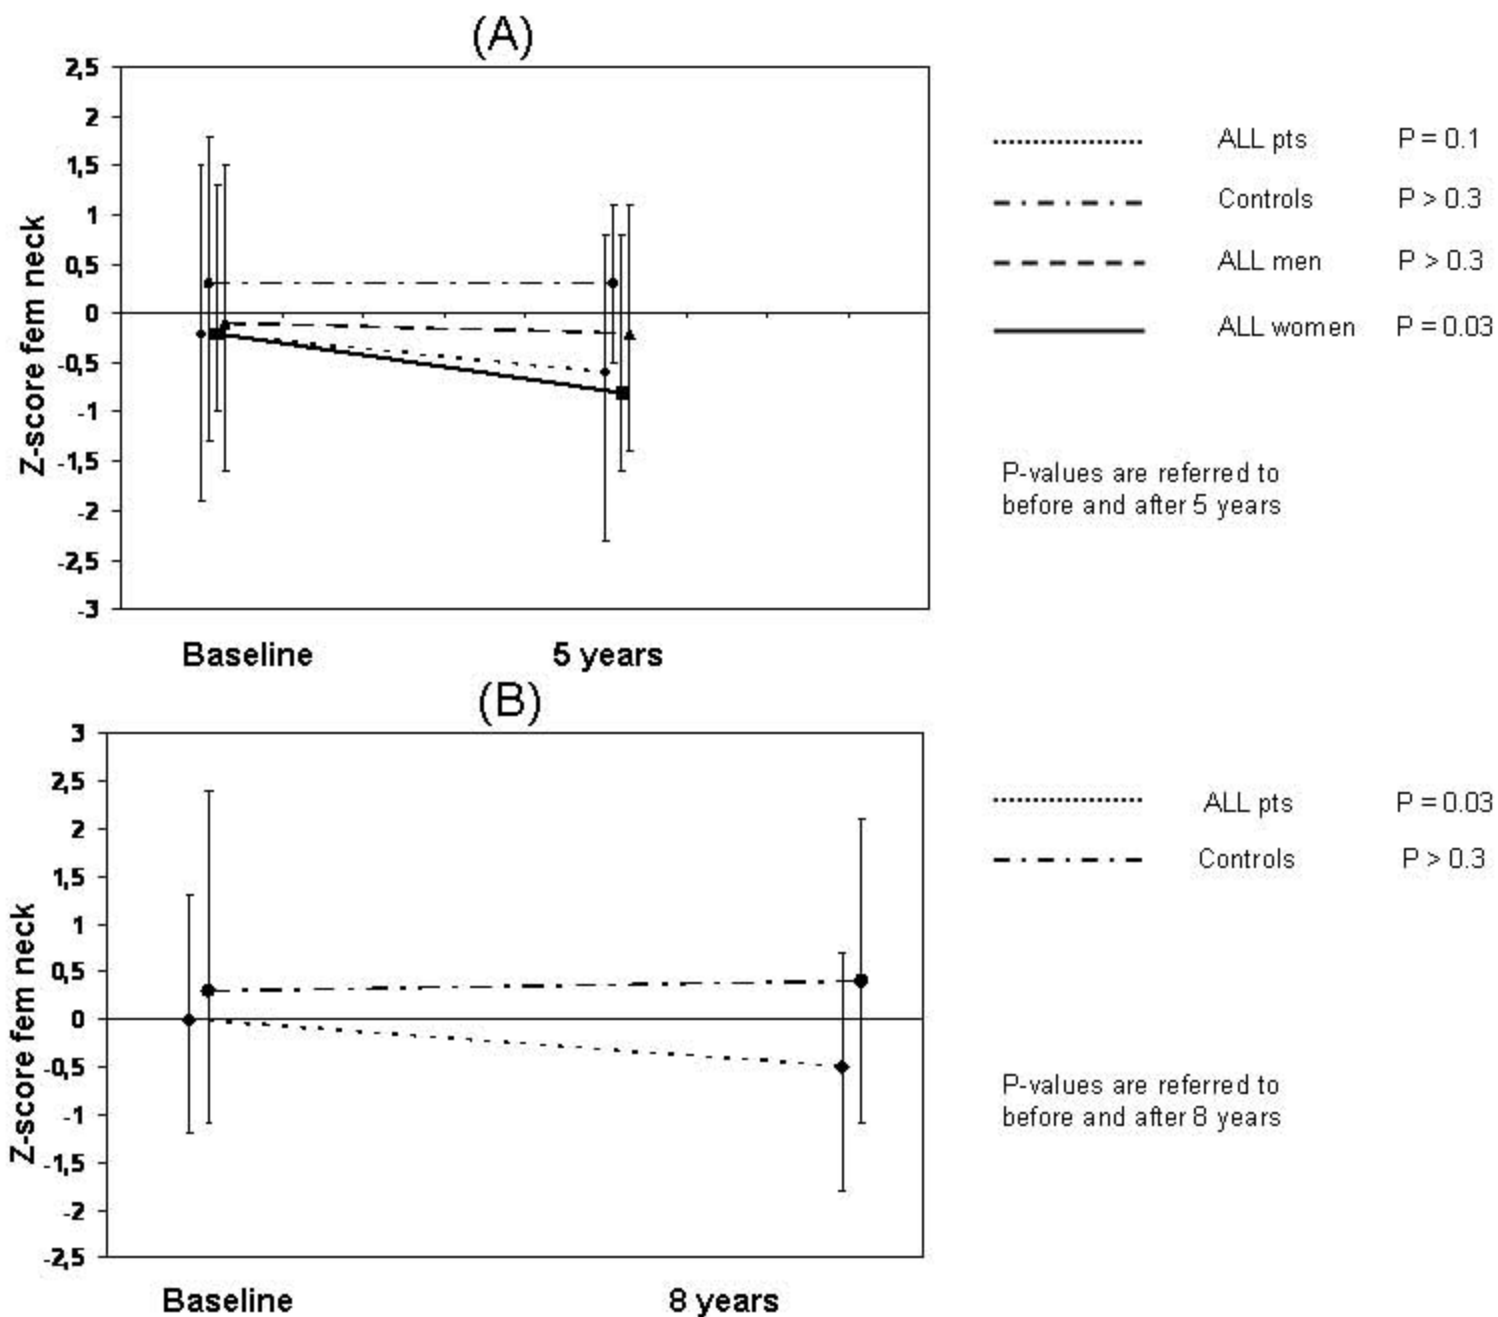 (A)
Z-score fem neck
2,5
2
1,5
1
0,5
0
-0,5
-1
-1,5
-2
-2,5
-3
Baseline 5 years
ALL pts P = 0.1
Controls P > 0.3
ALL men P > 0.3
ALL women P = 0.03
P-values are referred to
before and after 5 years
(B)
Z-score fem neck
3
2,5
2
1,5
1
0,5
0
-0,5
-1
-1,5
-2
-2,5
Baseline 8 years
ALL pts P = 0.03
Controls P > 0.3
P-values are referred to
before and after 8 years